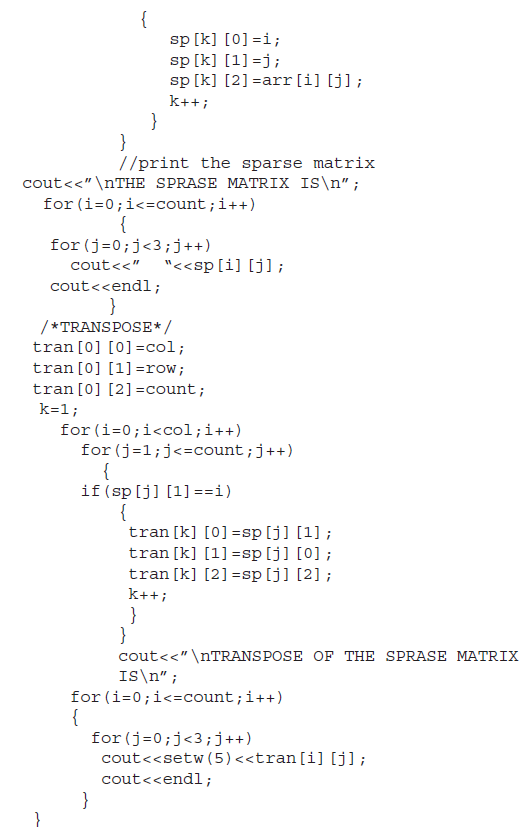 {
sp[k][0]=i;
sp[k][1]=j;
sp[k][2]=arr[i][j];
k++;
}
}
//print the sparse matrix
cout<<”\nTHE SPRASE MATRIX IS\n”;
for(i=0;i<=count;i++)
{
for(j=0;j<3;j++)
cout<<”  “<<sp[i][j];
cout<<endl;
}
/*TRANSPOSE*/
tran[0][0]=col;
tran[0][1]=row;
tran[0][2]=count;
k=1;
for(i=0;i<col;i++)
for(j=1;j<=count;j++)
{
if(sp[j][1]==i)
{
tran[k][0]=sp[j][1];
tran[k][1]=sp[j][0];
tran[k][2]=sp[j][2];
k++;
}
}
cout<<”\nTRANSPOSE OF THE SPRASE MATRIX
IS\n”;
for(i=0;i<=count;i++)
{
for(j=0;j<3;j++)
cout<<setw(5)<<tran[i][j];
cout<<endl;
}
}